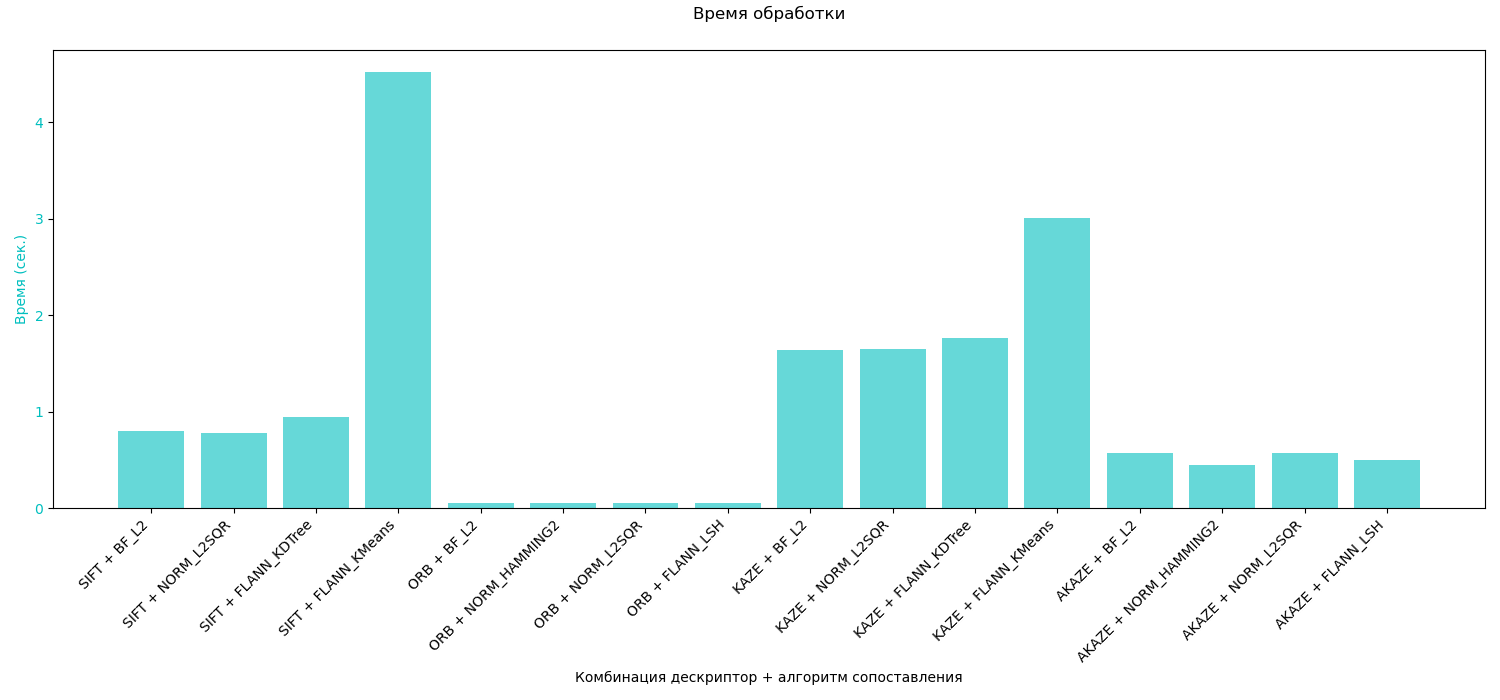 Время обработки
Время (сек.)
4
3
2
1
0
SIFT + BF_L2
SIFT + NORM_L2SQR
SIFT + FLANN_KDTree
SIFT + FLANN_KMeans
ORB + BF_L2
ORB + NORM_HAMMING2
ORB + NORM_L2SQR
ORB + FLANN_LSH
KAZE + BF_L2
KAZE + NORM_L2SQR
KAZE + FLANN_KDTree
KAZE + FLANN_KMeans
AKAZE + BF_L2
AKAZE + NORM_HAMMING2
AKAZE + NORM_L2SQR
AKAZE + FLANN_LSH
Комбинация дескриптор + алгоритм сопоставления